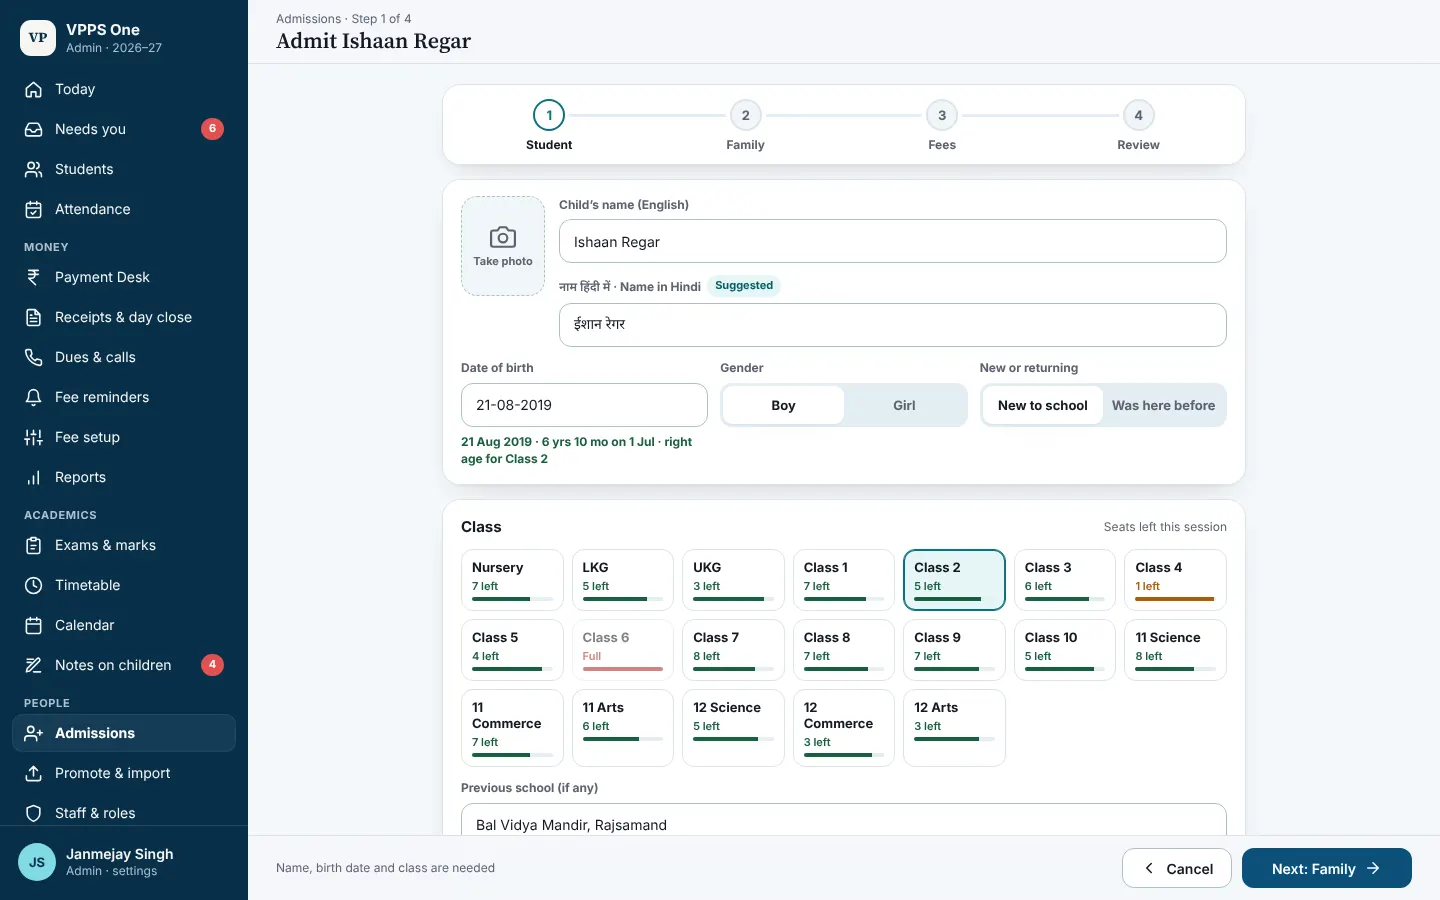 VP
VPPS One
Admin · 2026–27
Today
Needs you
6
Students
Attendance
MONEY
Payment Desk
Receipts & day close
Dues & calls
Fee reminders
Fee setup
Reports
ACADEMICS
Exams & marks
Timetable
Calendar
Notes on children
4
PEOPLE
Admissions
Promote & import
Staff & roles
JS
Janmejay Singh
Admin · settings
Admissions · Step 1 of 4
Admit Ishaan Regar
1
Student
2
Family
3
Fees
4
Review
Take photo
Child’s name (English)
Ishaan Regar
नाम हिंदी में · Name in Hindi
Suggested
ईशान रेगर
Date of birth
21-08-2019
21 Aug 2019 · 6 yrs 10 mo on 1 Jul · right
age for Class 2
Gender
Boy
Girl
New or returning
New to school
Was here before
Class
Seats left this session
Nursery
7 left
LKG
5 left
UKG
3 left
Class 1
7 left
Class 2
5 left
Class 3
6 left
Class 4
1 left
Class 5
4 left
Class 6
Full
Class 7
8 left
Class 8
7 left
Class 9
7 left
Class 10
5 left
11 Science
8 left
11
Commerce
7 left
11 Arts
6 left
12 Science
5 left
12
Commerce
3 left
12 Arts
3 left
Previous school (if any)
Bal Vidya Mandir, Rajsamand
Name, birth date and class are needed
Cancel
Next: Family